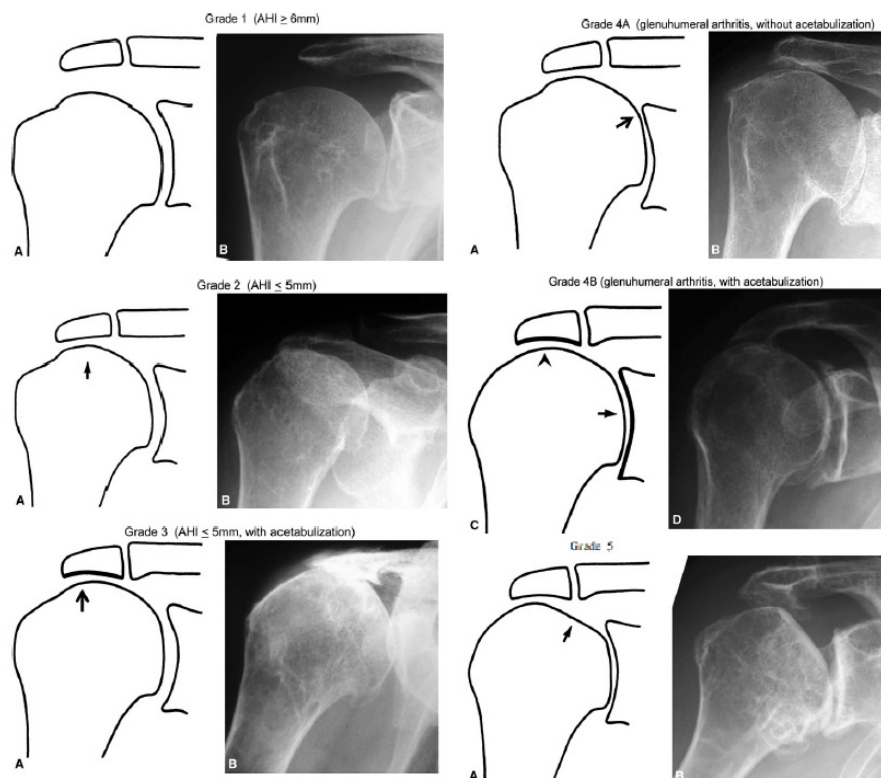 Grade 1 (AHI ≥ 6mm)
A
B
Grade 2 (AHI ≤ 5mm)
A
B
Grade 3 (AHI ≤ 5mm, with acetabulization)
A
B
Grade 4A (glenuhumeral arthritis, without acetabulization)
A
B
Grade 4B (glenuhumeral arthritis, with acetabulization)
C
D
Grade 5
A
B